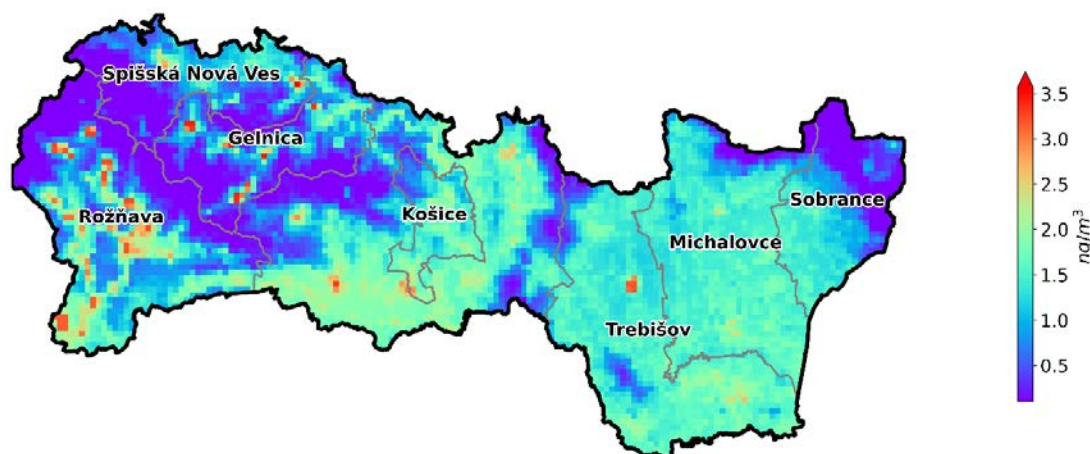 Spišská Nová Ves
Gelnica
Rožňava
Košice
Sobrance
Michalovce
Trebišov
3.5
3.0
2.5
2.0
1.5
1.0
0.5
ng/m³